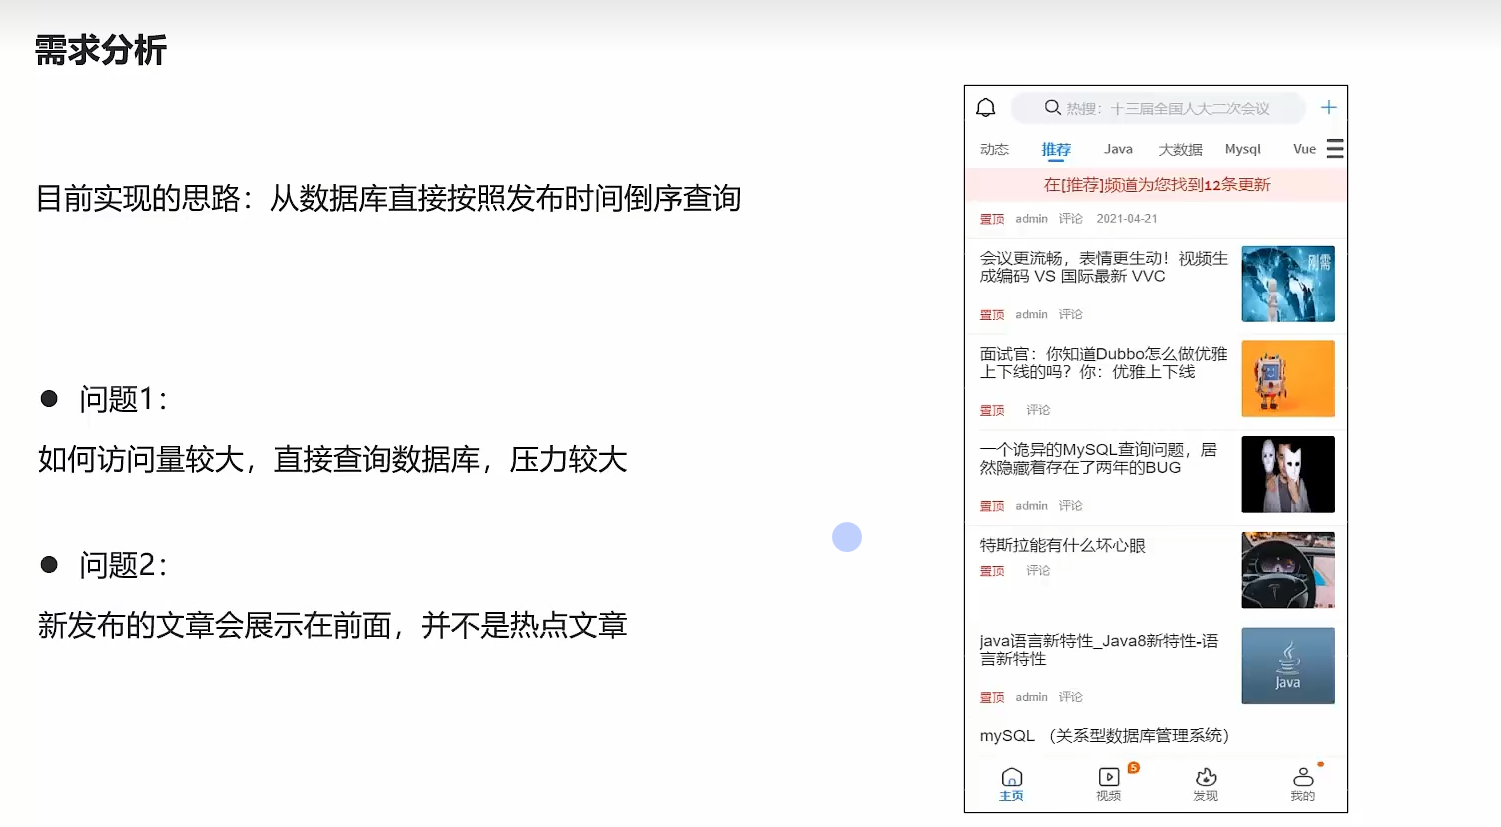 需求分析
目前实现的思路：从数据库直接按照发布时间倒序查询
● 问题1：
如何访问量较大，直接查询数据库，压力较大
● 问题2：
新发布的文章会展示在前面，并不是热点文章
热搜：十三届全国人大二次会议
动态 推荐 Java 大数据 Mysql Vue
在[推荐]频道为您找到12条更新
置顶 admin 评论 2021-04-21
会议更流畅，表情更生动！视频生
成编码 VS 国际最新 VVC
刚需
置顶 admin 评论
面试官：你知道Dubbo怎么做优雅
上下线的吗？你：优雅上下线
置顶 评论
一个诡异的MySQL查询问题，居
然隐藏着存在了两年的BUG
置顶 admin 评论
特斯拉能有什么坏心眼
置顶 评论
java语言新特性_Java8新特性-语
言新特性
Java
置顶 admin 评论
mySQL （关系型数据库管理系统）
5
主页 视频 发现 我的